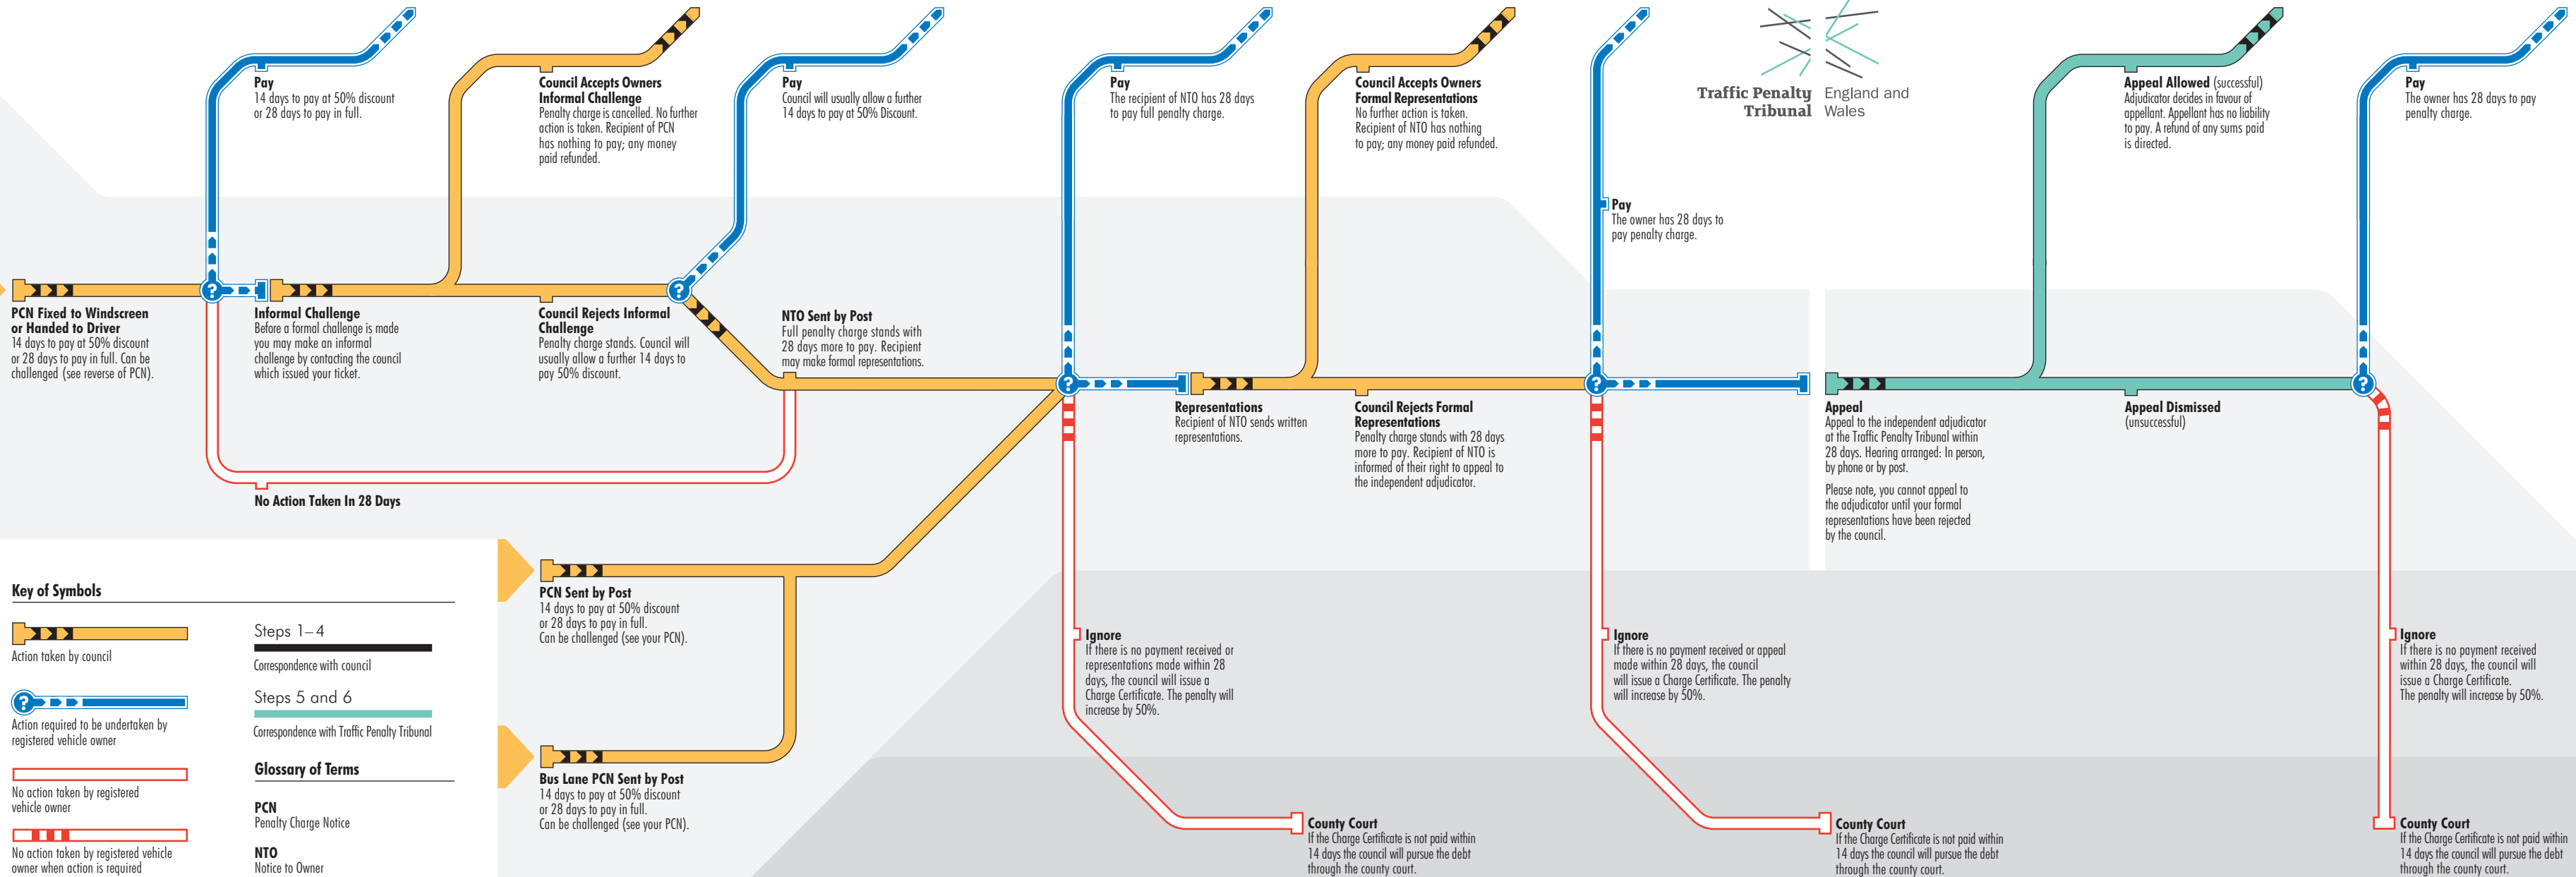 Pay
14 days to pay at 50% discount
or 28 days to pay in full.
Council Accepts Owners
Informal Challenge
Penalty charge is cancelled. No further
action is taken. Recipient of PCN
has nothing to pay; any money
paid refunded.
Pay
Council will usually allow a further
14 days to pay at 50% Discount.
Pay
The recipient of NTO has 28 days
to pay full penalty charge.
Council Accepts Owners
Formal Representations
No further action is taken.
Recipient of NTO has nothing
to pay; any money paid refunded.
Pay
The owner has 28 days to
pay penalty charge.
Traffic Penalty
Tribunal
England and
Wales
Appeal Allowed (successful)
Adjudicator decides in favour of
appellant. Appellant has no liability
to pay. A refund of any sums paid
is directed.
Pay
The owner has 28 days to pay
penalty charge.
?
?
PCN Fixed to Windscreen
or Handed to Driver
14 days to pay at 50% discount
or 28 days to pay in full. Can be
challenged (see reverse of PCN).
Informal Challenge
Before a formal challenge is made
you may make an informal
challenge by contacting the council
which issued your ticket.
Council Rejects Informal
Challenge
Penalty charge stands. Council will
usually allow a further 14 days to
pay 50% discount.
NTO Sent by Post
Full penalty charge stands with
28 days more to pay. Recipient
may make formal representations.
?
?
?
Representations
Recipient of NTO sends written
representations.
Council Rejects Formal
Representations
Penalty charge stands with 28 days
more to pay. Recipient of NTO is
informed of their right to appeal to
the independent adjudicator.
Appeal
Appeal to the independent adjudicator
at the Traffic Penalty Tribunal within
28 days. Hearing arranged: In person,
by phone or by post.
Please note, you cannot appeal to
the adjudicator until your formal
representations have been rejected
by the council.
Appeal Dismissed
(unsuccessful)
No Action Taken In 28 Days
PCN Sent by Post
14 days to pay at 50% discount
or 28 days to pay in full.
Can be challenged (see your PCN).
Bus Lane PCN Sent by Post
14 days to pay at 50% discount
or 28 days to pay in full.
Can be challenged (see your PCN).
Ignore
If there is no payment received or
representations made within 28
days, the council will issue a
Charge Certificate. The penalty will
increase by 50%.
Ignore
If there is no payment received or appeal
made within 28 days, the council
will issue a Charge Certificate. The penalty
will increase by 50%.
Ignore
If there is no payment received
within 28 days, the council will
issue a Charge Certificate.
The penalty will increase by 50%.
County Court
If the Charge Certificate is not paid within
14 days the council will pursue the debt
through the county court.
County Court
If the Charge Certificate is not paid within
14 days the council will pursue the debt
through the county court.
County Court
If the Charge Certificate is not paid within
14 days the council will pursue the debt
through the county court.
Key of Symbols
Action taken by council
?
Action required to be undertaken by
registered vehicle owner
No action taken by registered
vehicle owner
No action taken by registered vehicle
owner when action is required
Steps 1–4
Correspondence with council
Steps 5 and 6
Correspondence with Traffic Penalty Tribunal
Glossary of Terms
PCN
Penalty Charge Notice
NTO
Notice to Owner